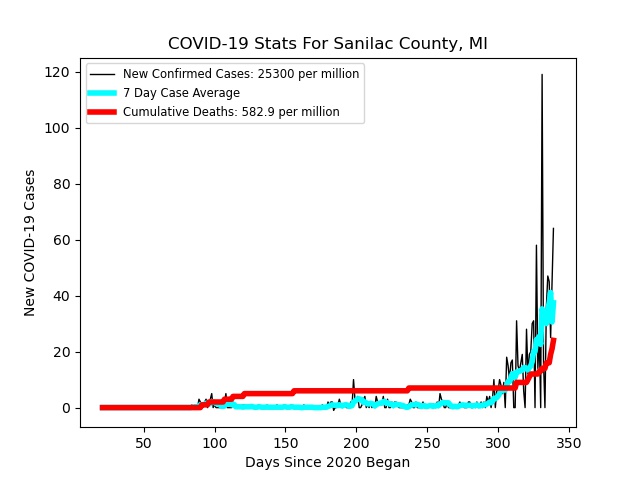 COVID-19 Stats For Sanilac County, MI
New Confirmed Cases: 25300 per million
7 Day Case Average
Cumulative Deaths: 582.9 per million
New COVID-19 Cases
120
100
80
60
40
20
0
50 100 150 200 250 300 350
Days Since 2020 Began